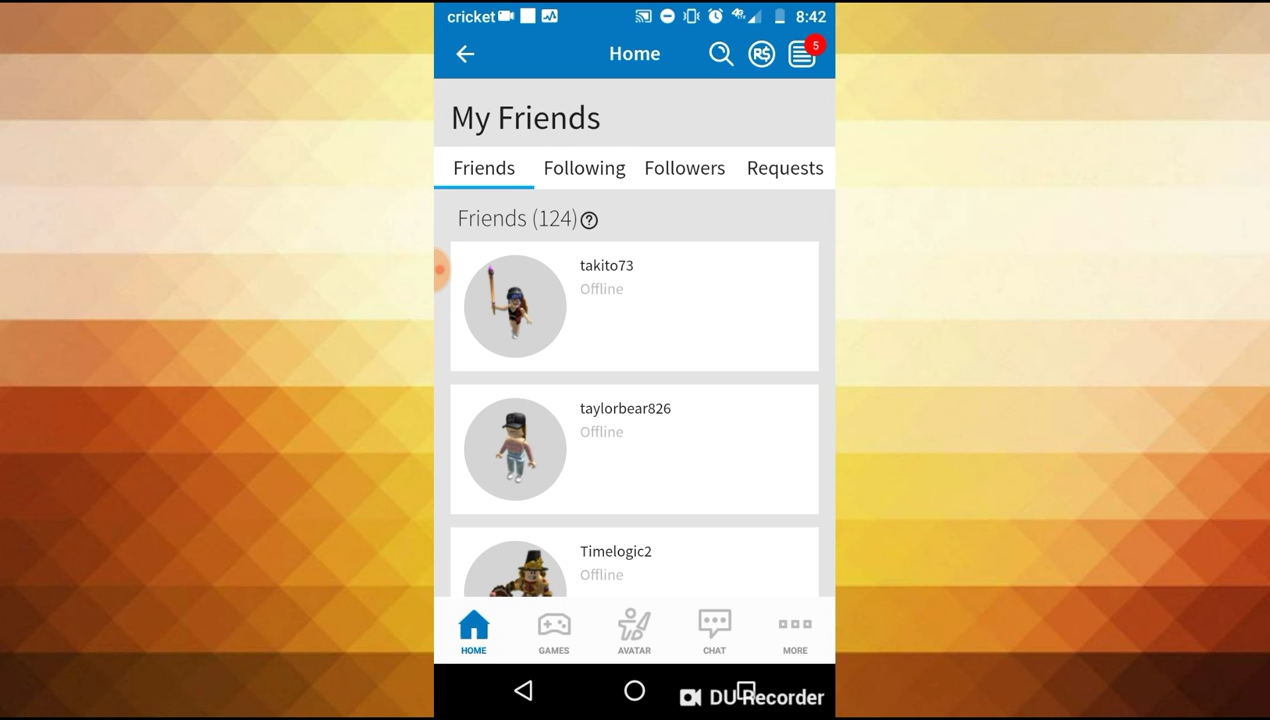 cricket 4G 8:42
Home R$ 5
My Friends
Friends Following Followers Requests
Friends (124) ?
takito73
Offline
taylorbear826
Offline
Timelogic2
Offline
HOME GAMES AVATAR CHAT MORE
DU Recorder